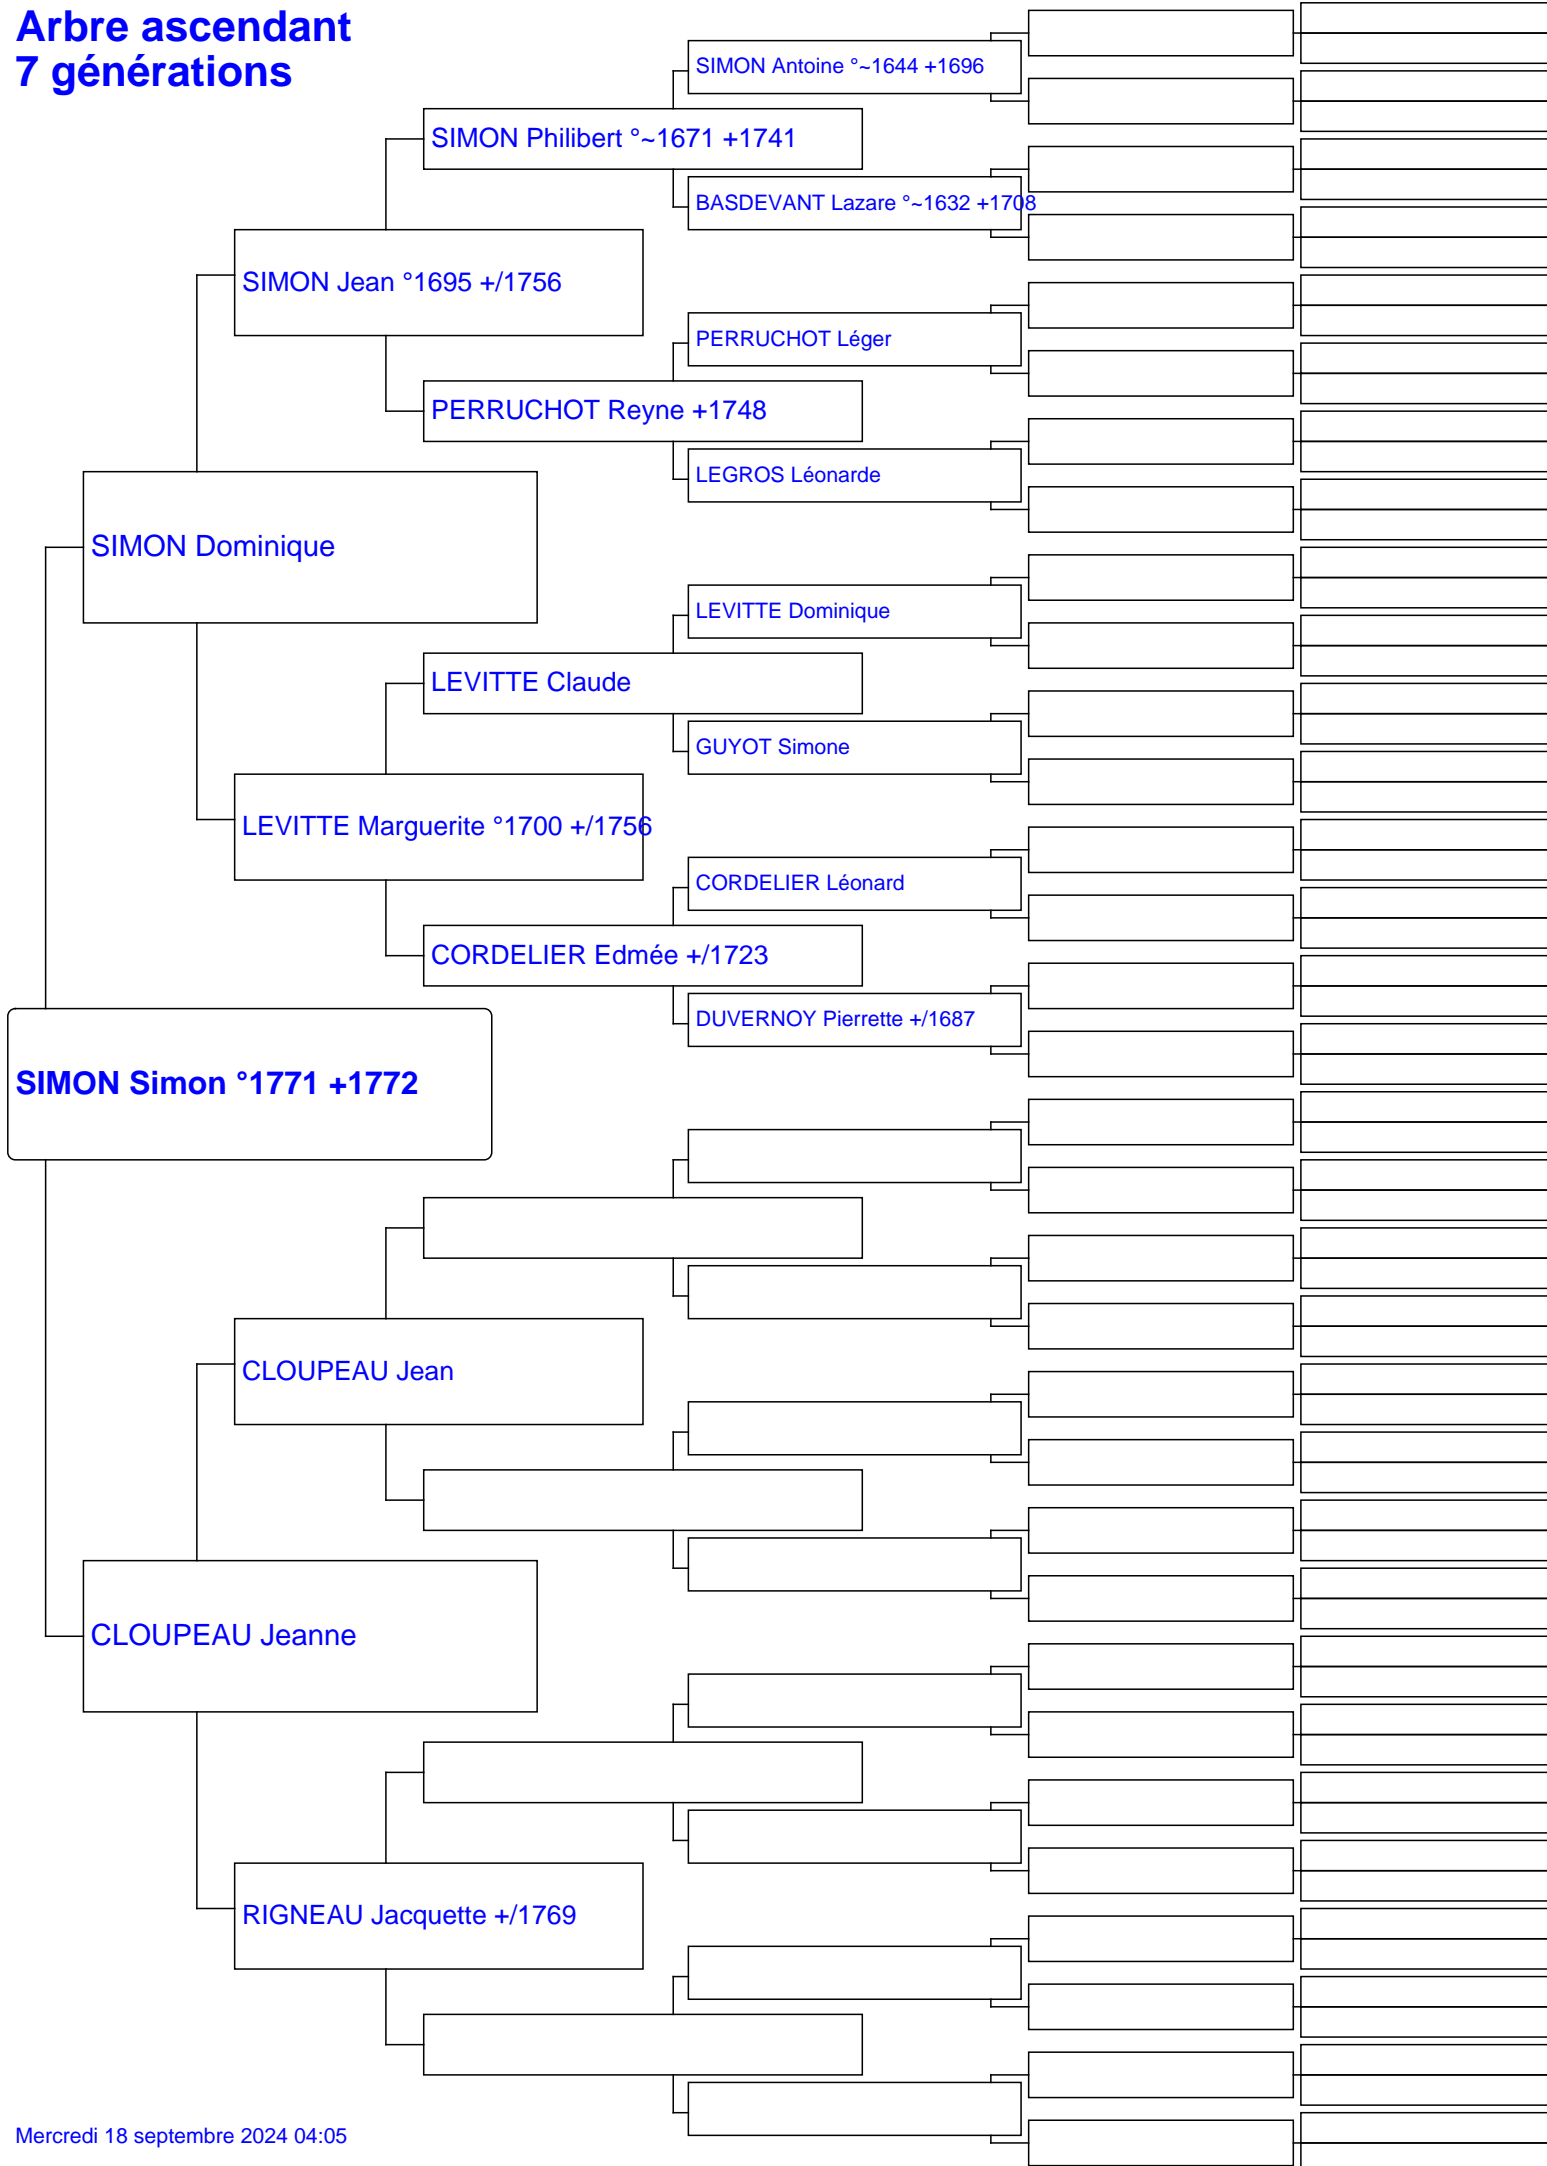 Arbre ascendant
7 générations
SIMON Antoine °~1644 +1696
SIMON Philibert °~1671 +1741
BASDEVANT Lazare °~1632 +1708
SIMON Jean °1695 +/1756
PERRUCHOT Léger
PERRUCHOT Reyne +1748
LEGROS Léonarde
SIMON Dominique
LEVITTE Dominique
LEVITTE Claude
GUYOT Simone
LEVITTE Marguerite °1700 +/1756
CORDELIER Léonard
CORDELIER Edmée +/1723
DUVERNOY Pierrette +/1687
SIMON Simon °1771 +1772
CLOUPEAU Jean
CLOUPEAU Jeanne
RIGNEAU Jacquette +/1769
Mercredi 18 septembre 2024 04:05